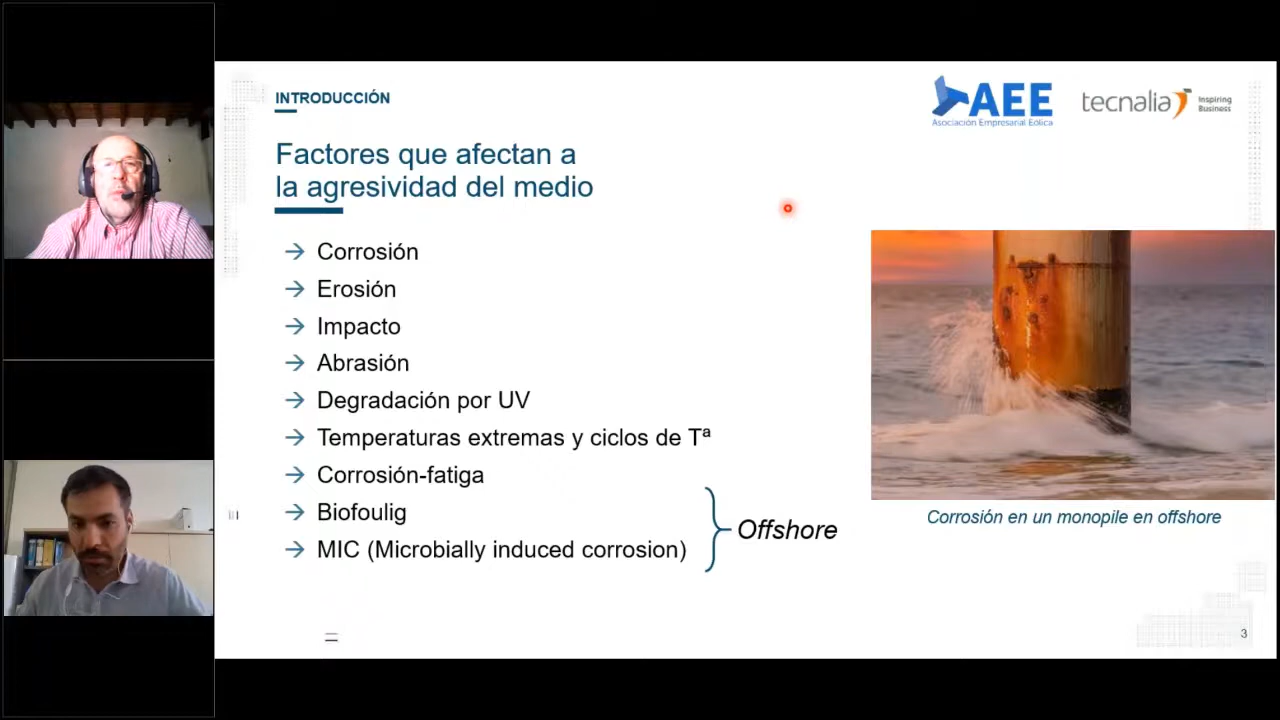 INTRODUCCIÓN
AEE
Asociación Empresarial Eólica
tecnalia
Inspiring
Business
Factores que afectan a
la agresividad del medio
Corrosión
Erosión
Impacto
Abrasión
Degradación por UV
Temperaturas extremas y ciclos de Tª
Corrosión-fatiga
Biofoulig
MIC (Microbially induced corrosion)
Offshore
Corrosión en un monopile en offshore
3